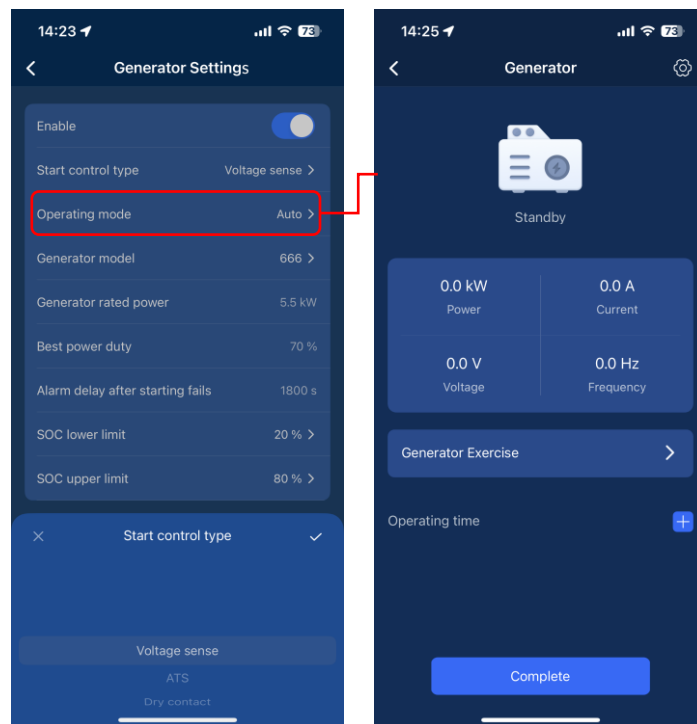 14:23
73
Generator Settings
Enable
Start control type Voltage sense
Operating mode Auto
Generator model 666
Generator rated power 5.5 kW
Best power duty 70 %
Alarm delay after starting fails 1800 s
SOC lower limit 20 %
SOC upper limit 80 %
Start control type
Voltage sense
ATS
Dry contact
14:25
73
Generator
Standby
0.0 kW 0.0 A
Power Current
0.0 V 0.0 Hz
Voltage Frequency
Generator Exercise
Operating time
Complete